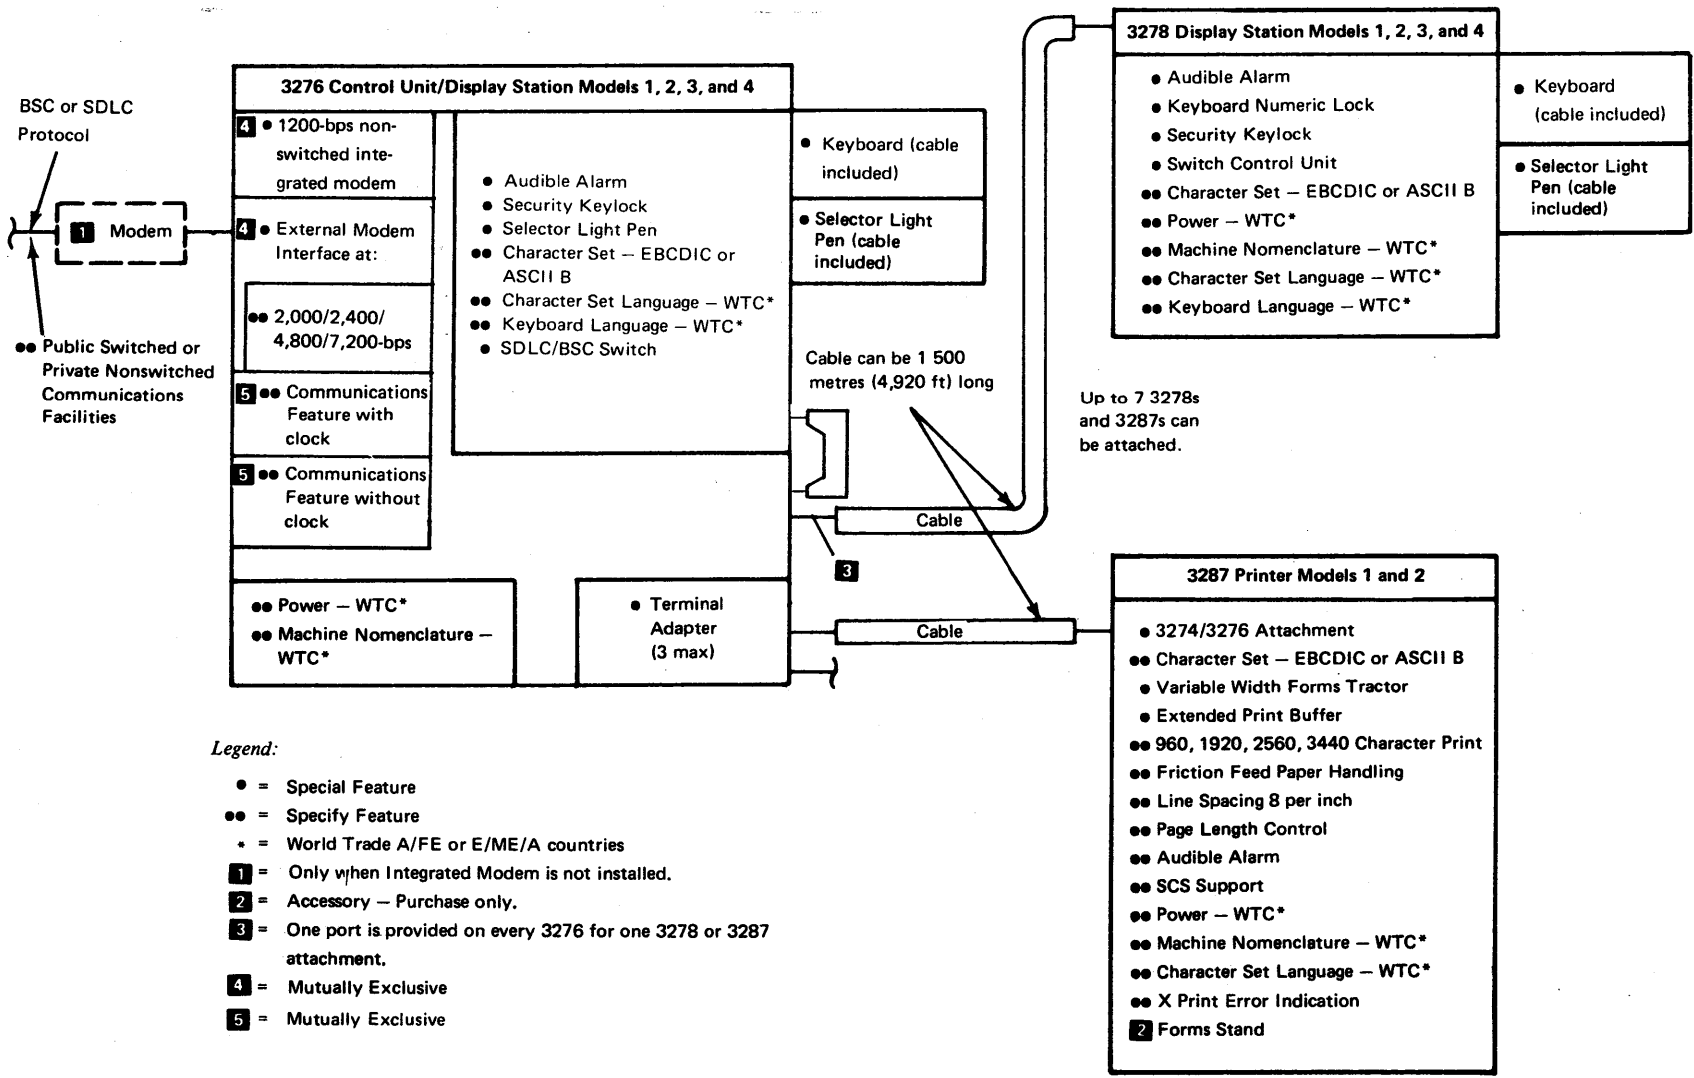 BSC or SDLC
Protocol
1 Modem
●● Public Switched or
Private Nonswitched
Communications
Facilities
3276 Control Unit/Display Station Models 1, 2, 3, and 4
4 ● 1200-bps non-
switched inte-
grated modem
4 ● External Modem
Interface at:
●● 2,000/2,400/
4,800/7,200-bps
5 ●● Communications
Feature with
clock
5 ●● Communications
Feature without
clock
● Audible Alarm
● Security Keylock
● Selector Light Pen
●● Character Set — EBCDIC or
ASCII B
●● Character Set Language — WTC*
●● Keyboard Language — WTC*
● SDLC/BSC Switch
● Keyboard (cable
included)
● Selector Light
Pen (cable
included)
●● Power — WTC*
●● Machine Nomenclature —
WTC*
● Terminal
Adapter
(3 max)
Cable can be 1 500
metres (4,920 ft) long
Cable
3
Cable
3278 Display Station Models 1, 2, 3, and 4
● Audible Alarm
● Keyboard Numeric Lock
● Security Keylock
● Switch Control Unit
●● Character Set — EBCDIC or ASCII B
●● Power — WTC*
●● Machine Nomenclature — WTC*
●● Character Set Language — WTC*
●● Keyboard Language — WTC*
● Keyboard
(cable included)
● Selector Light
Pen (cable
included)
Up to 7 3278s
and 3287s can
be attached.
3287 Printer Models 1 and 2
● 3274/3276 Attachment
●● Character Set — EBCDIC or ASCII B
● Variable Width Forms Tractor
● Extended Print Buffer
●● 960, 1920, 2560, 3440 Character Print
●● Friction Feed Paper Handling
●● Line Spacing 8 per inch
●● Page Length Control
●● Audible Alarm
●● SCS Support
●● Power — WTC*
●● Machine Nomenclature — WTC*
●● Character Set Language — WTC*
●● X Print Error Indication
2 Forms Stand
Legend:
● = Special Feature
●● = Specify Feature
* = World Trade A/FE or E/ME/A countries
1 = Only when Integrated Modem is not installed.
2 = Accessory — Purchase only.
3 = One port is provided on every 3276 for one 3278 or 3287
attachment.
4 = Mutually Exclusive
5 = Mutually Exclusive